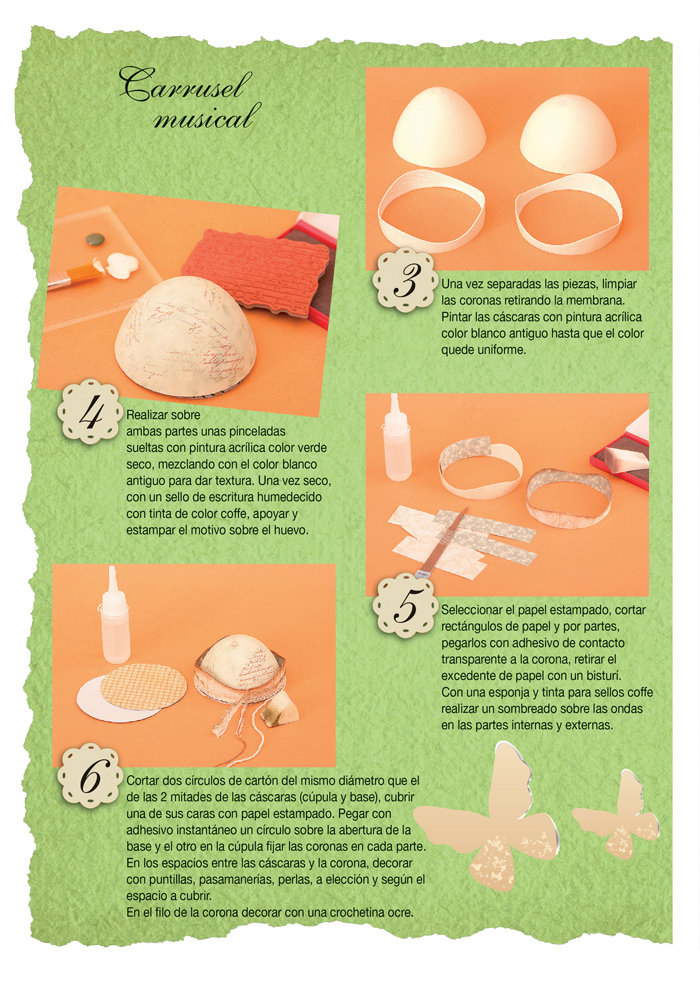 Carrusel
musical
3
Una vez separadas las piezas, limpiar
las coronas retirando la membrana.
Pintar las cáscaras con pintura acrílica
color blanco antiguo hasta que el color
quede uniforme.
4
Realizar sobre
ambas partes unas pinceladas
sueltas con pintura acrílica color verde
seco, mezclando con el color blanco
antiguo para dar textura. Una vez seco,
con un sello de escritura humedecido
con tinta de color coffe, apoyar y
estampar el motivo sobre el huevo.
5
Seleccionar el papel estampado, cortar
rectángulos de papel y por partes,
pegarlos con adhesivo de contacto
transparente a la corona, retirar el
excedente de papel con un bisturí.
Con una esponja y tinta para sellos coffe
realizar un sombreado sobre las ondas
en las partes internas y externas.
6
Cortar dos círculos de cartón del mismo diámetro que el
de las 2 mitades de las cáscaras (cúpula y base), cubrir
una de sus caras con papel estampado. Pegar con
adhesivo instantáneo un círculo sobre la abertura de la
base y el otro en la cúpula fijar las coronas en cada parte.
En los espacios entre las cáscaras y la corona, decorar
con puntillas, pasamanerías, perlas, a elección y según el
espacio a cubrir.
En el filo de la corona decorar con una crochetina ocre.